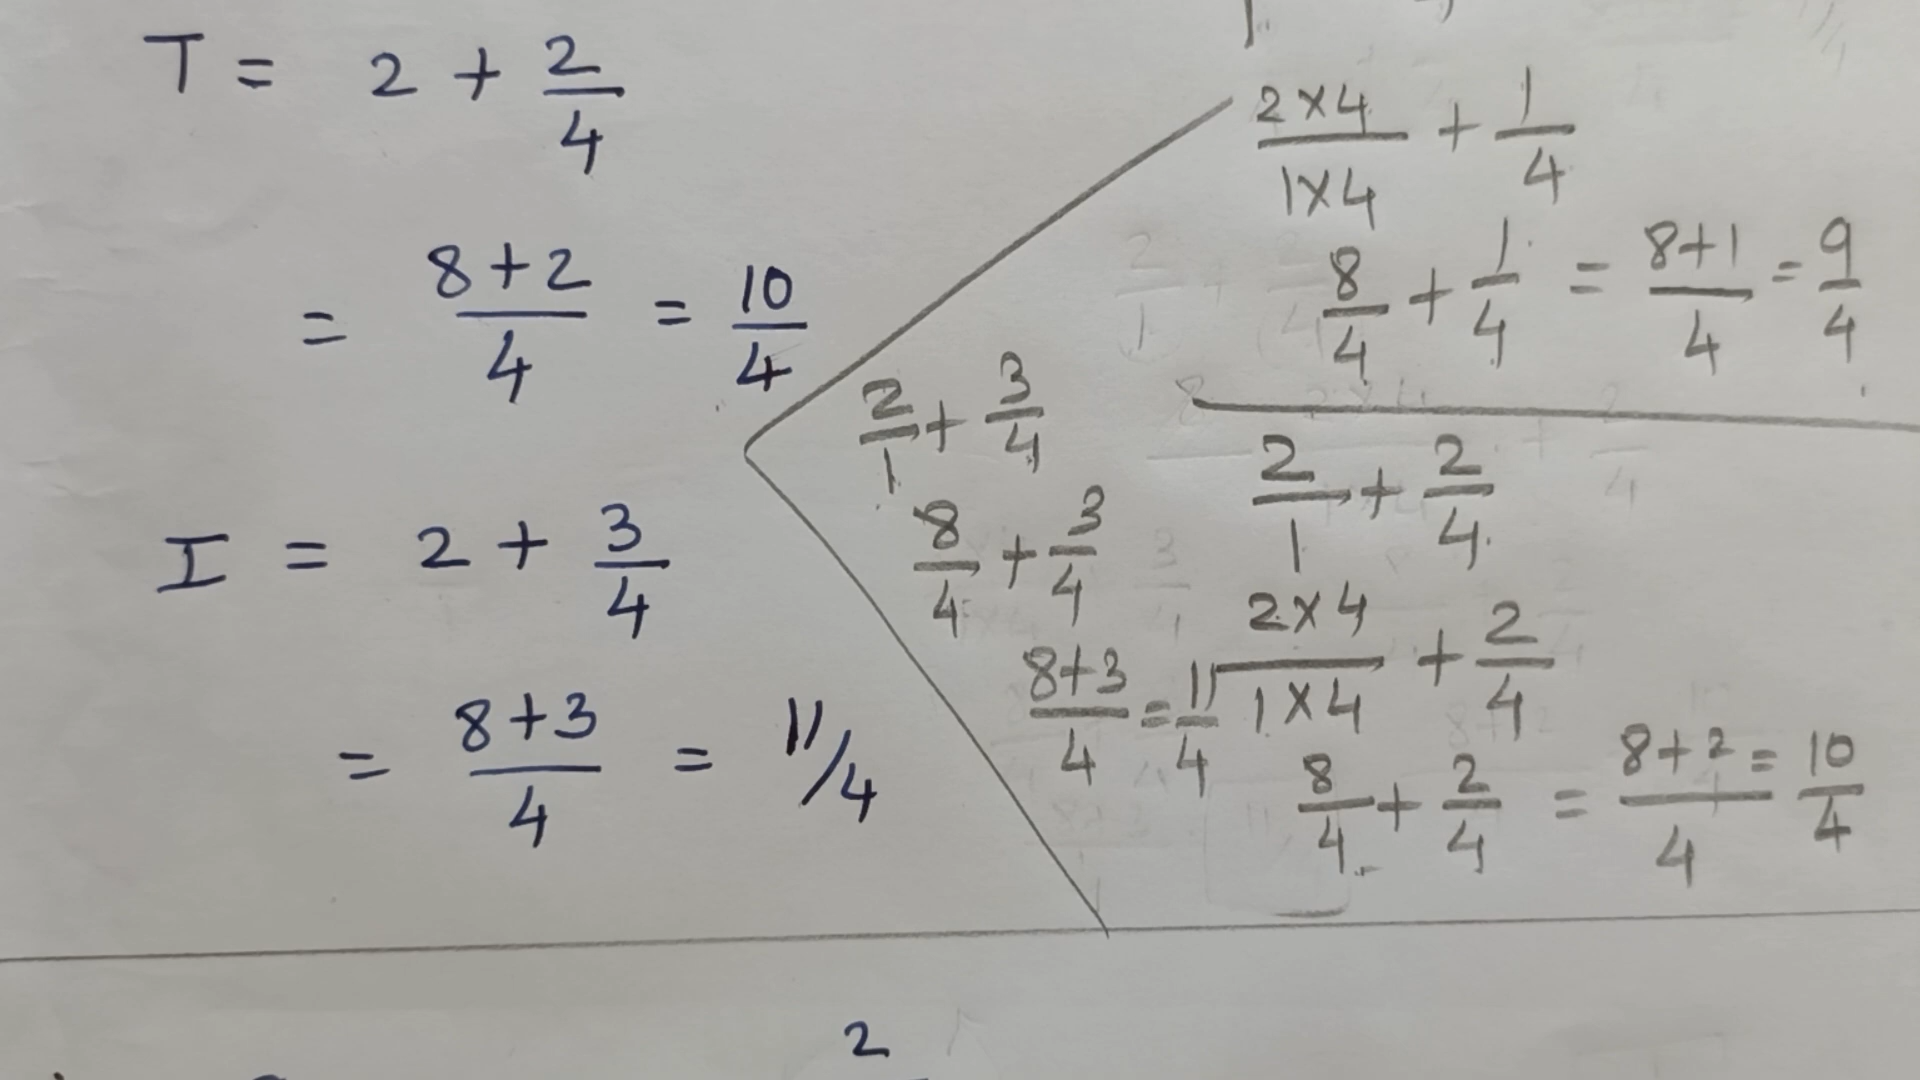 T = 2 + 2/4
= (8+2)/4 = 10/4
I = 2 + 3/4
= (8+3)/4 = 11/4
2/1 + 3/4
8/4 + 3/4
(8+3)/4 = 11/4
(2×4)/(1×4) + 1/4
8/4 + 1/4 = (8+1)/4 = 9/4
2/1 + 2/4
(2×4)/(1×4) + 2/4
8/4 + 2/4 = (8+2)/4 = 10/4
2